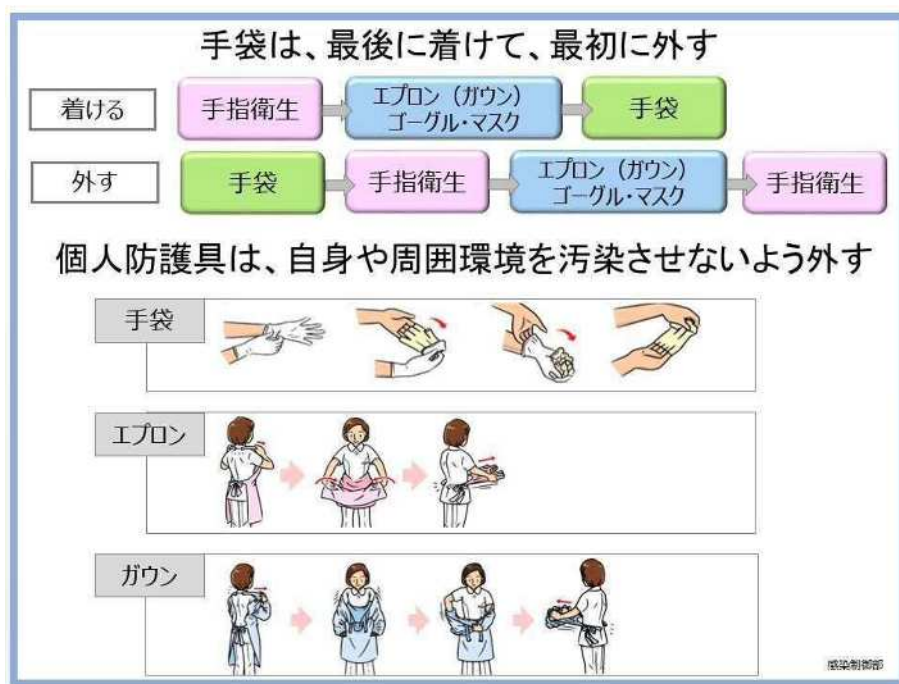 手袋は、最後に着けて、最初に外す
着ける
手指衛生
エプロン（ガウン）
ゴーグル・マスク
手袋
外す
手袋
手指衛生
エプロン（ガウン）
ゴーグル・マスク
手指衛生
個人防護具は、自身や周囲環境を汚染させないよう外す
手袋
エプロン
ガウン
感染制御部